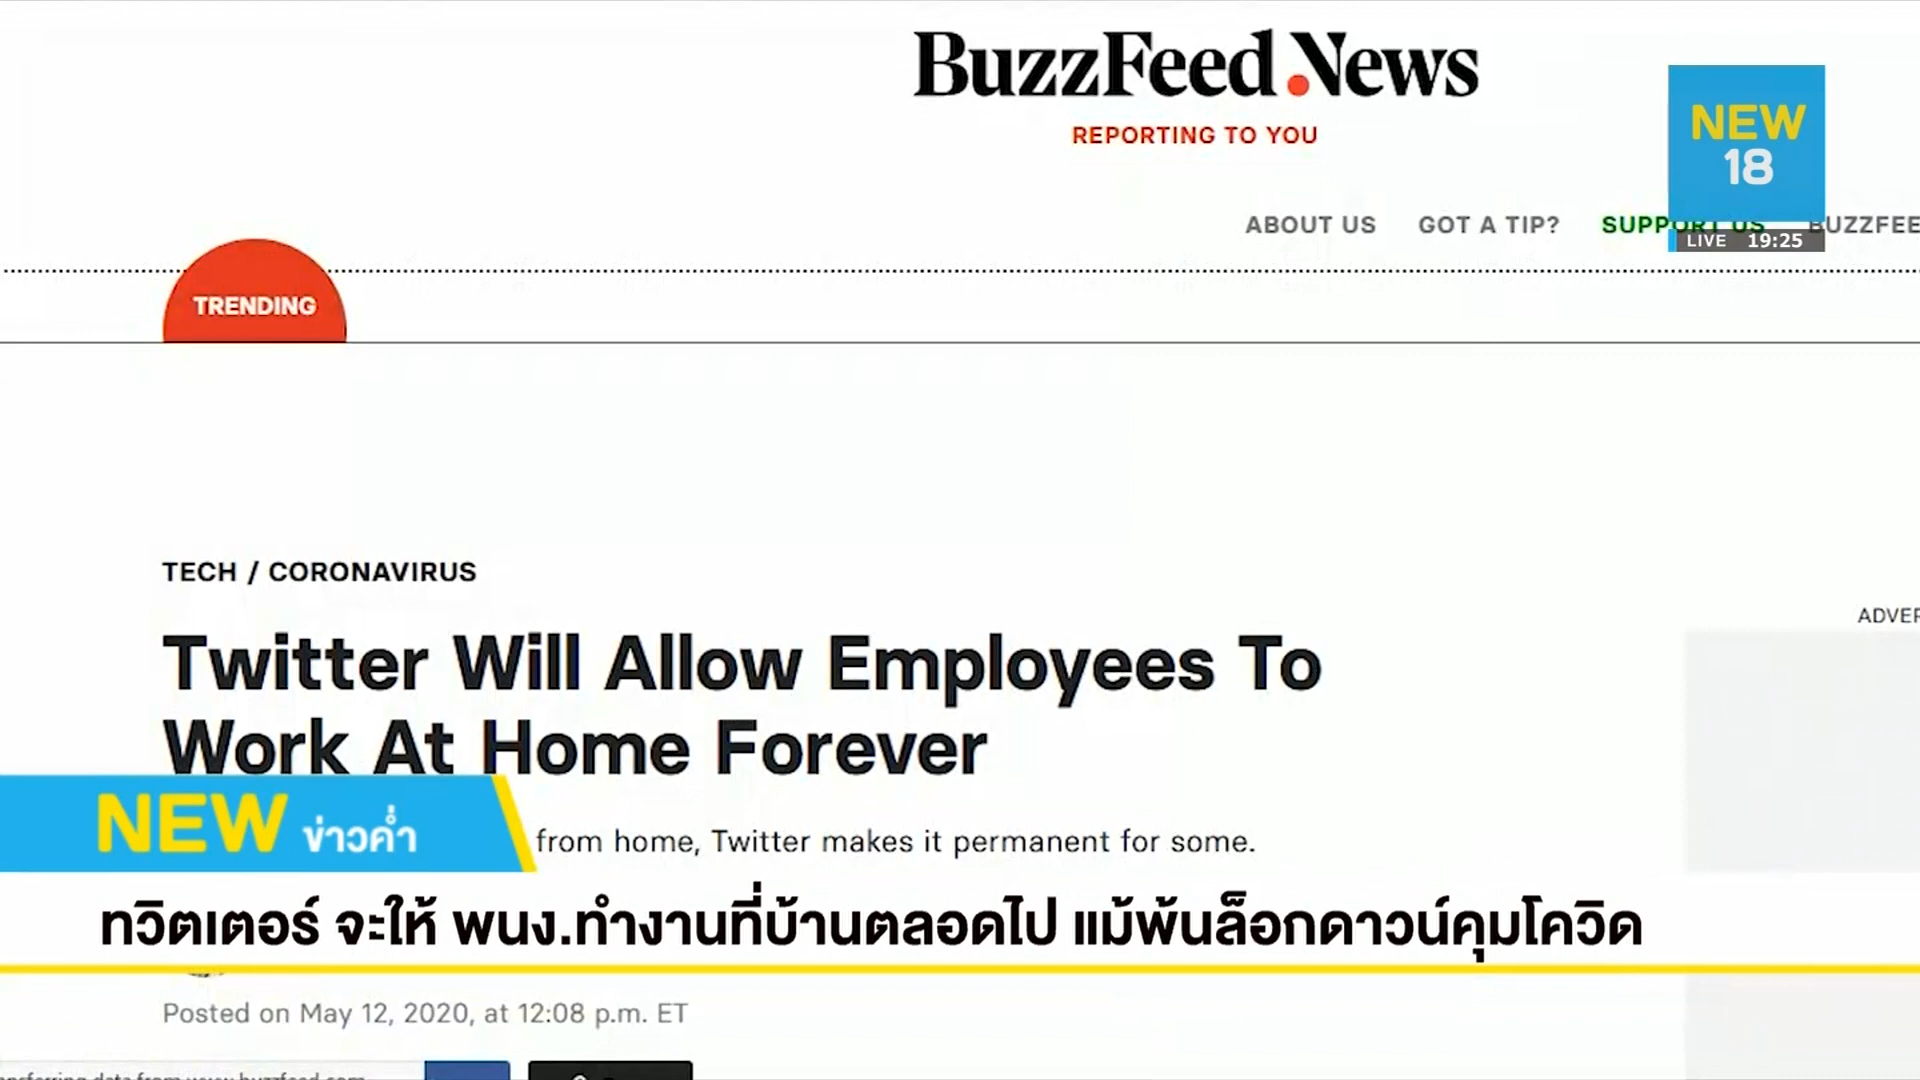 BuzzFeed News
REPORTING TO YOU
NEW
18
ABOUT US GOT A TIP? SUPPORT US BUZZFEE
LIVE 19:25
TRENDING
TECH / CORONAVIRUS
ADVER
Twitter Will Allow Employees To
Work At Home Forever
NEW ข่าวค่ำ
from home, Twitter makes it permanent for some.
ทวิตเตอร์ จะให้ พนง.ทำงานที่บ้านตลอดไป แม้พ้นล็อกดาวน์คุมโควิด
Posted on May 12, 2020, at 12:08 p.m. ET